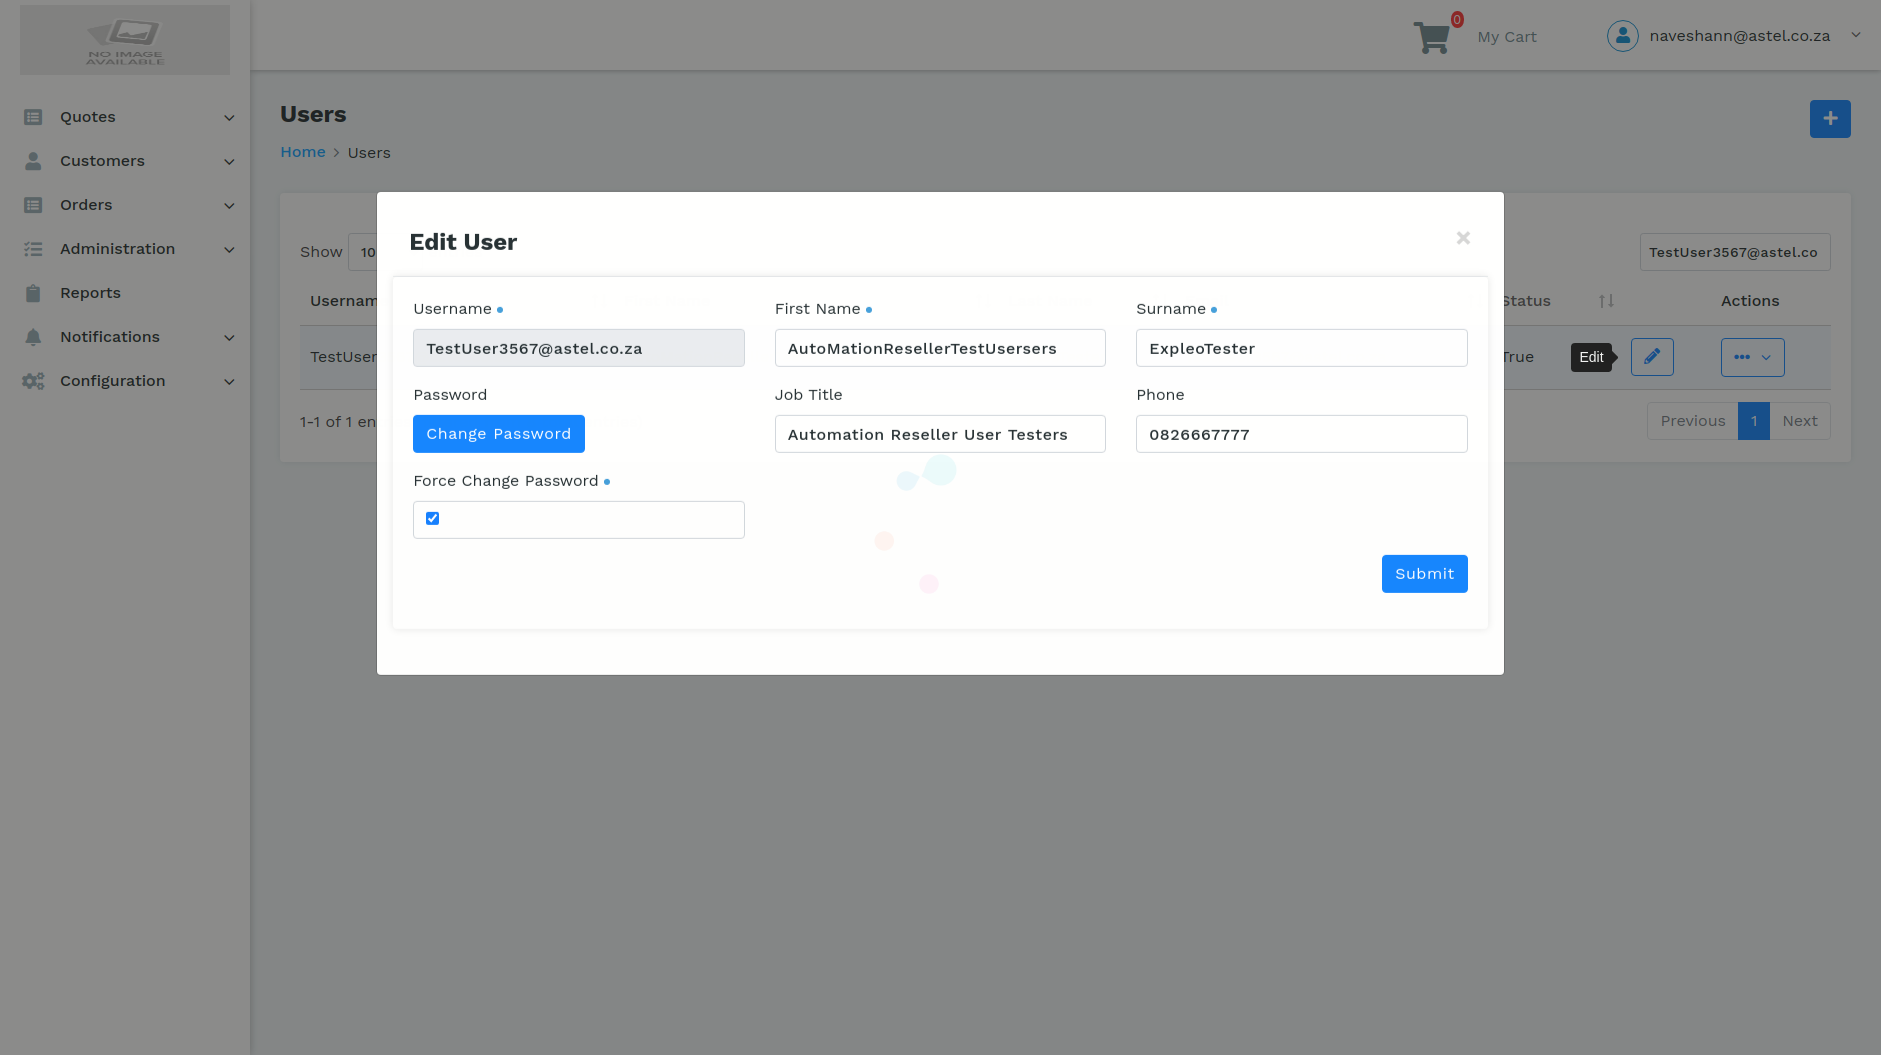 NO IMAGE
AVAILABLE
0
My Cart
naveshann@astel.co.za
Quotes
Customers
Orders
Administration
Reports
Notifications
Configuration
Users
Home > Users
Show 10
TestUser3567@astel.co
Usernam
Status
Actions
TestUser
True
Edit
1-1 of 1 en
Previous 1 Next
Edit User
×
Username
First Name
Surname
TestUser3567@astel.co.za
AutoMationResellerTestUsersers
ExpleoTester
Password
Job Title
Phone
Change Password
Automation Reseller User Testers
0826667777
Force Change Password
Submit